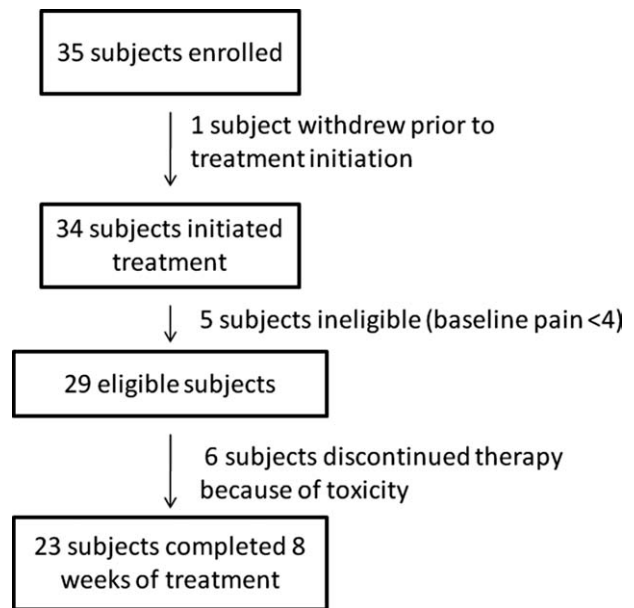 35 subjects enrolled
1 subject withdrew prior to
treatment initiation
34 subjects initiated
treatment
5 subjects ineligible (baseline pain <4)
29 eligible subjects
6 subjects discontinued therapy
because of toxicity
23 subjects completed 8
weeks of treatment